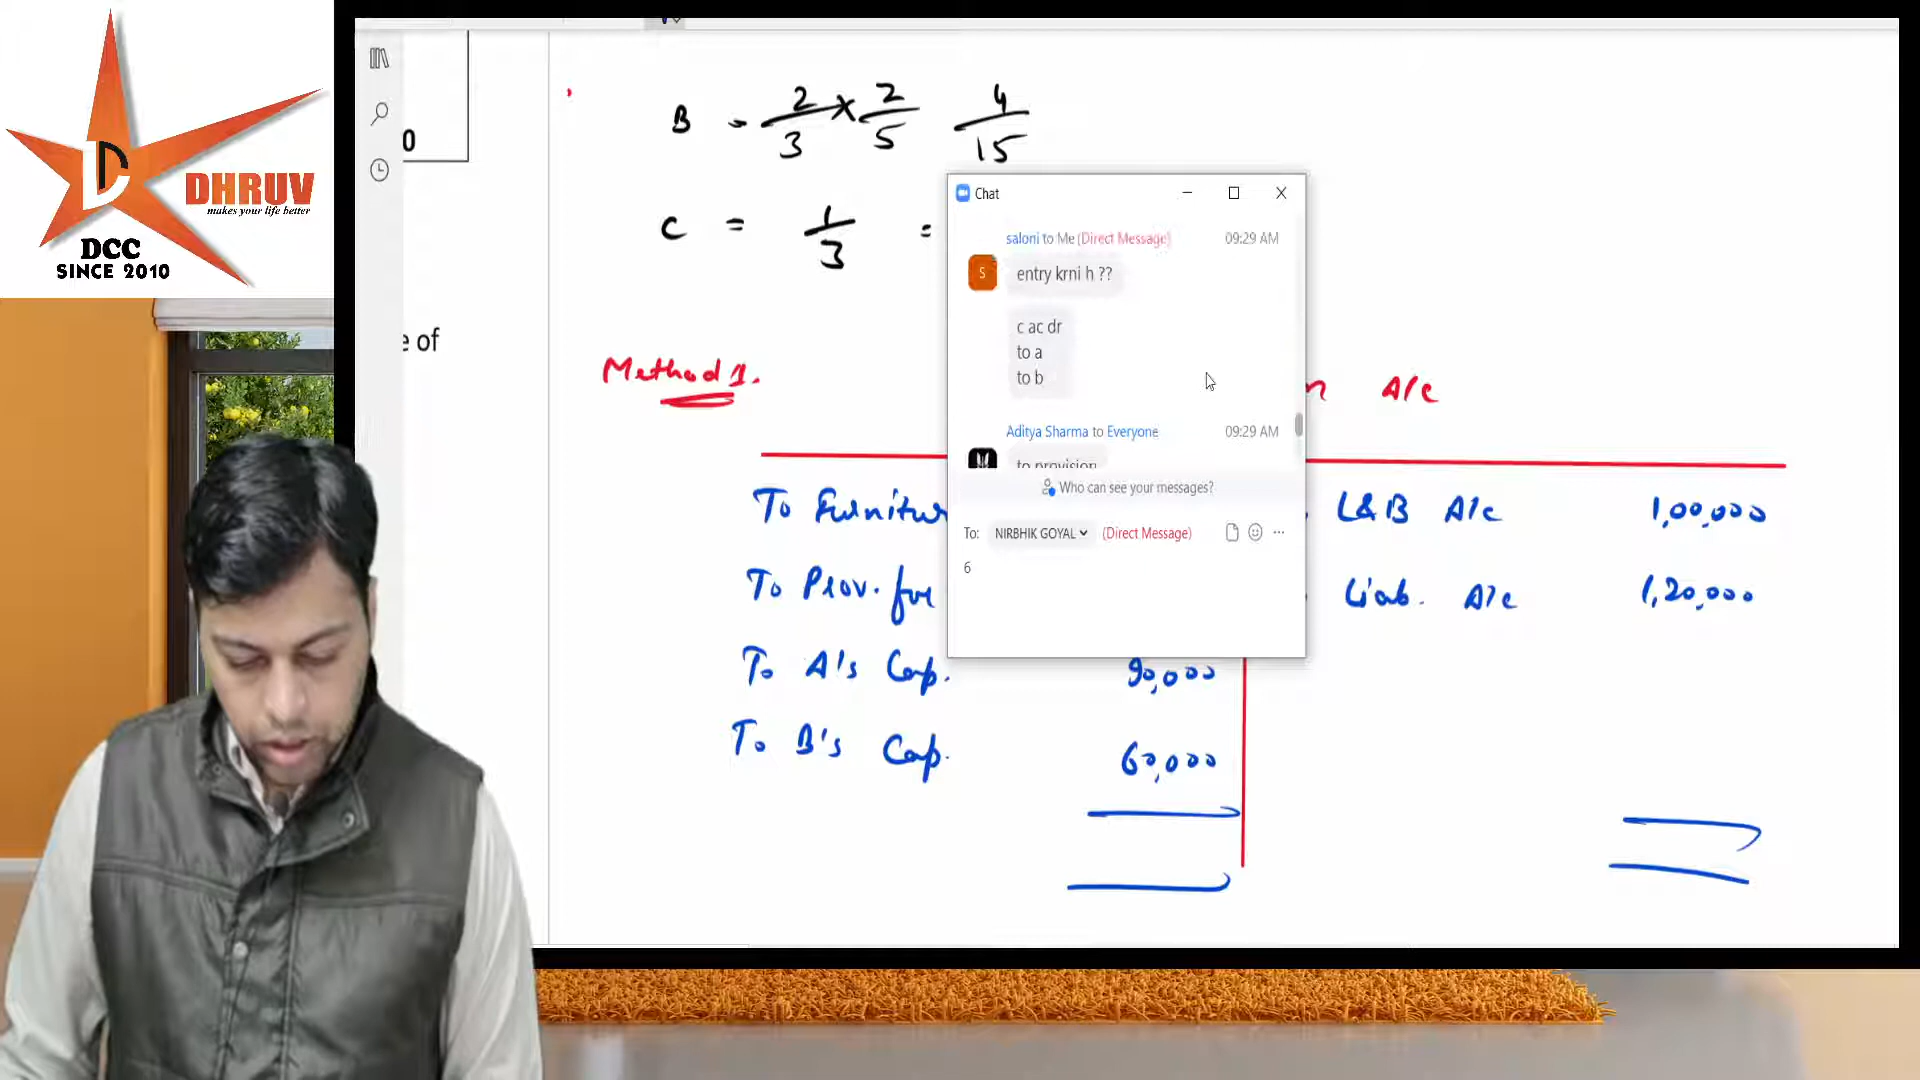 DHRUV
makes your life better
DCC
SINCE 2010
0
e of
B = 2/3 × 2/5 4/15
C = 1/3 =
Method 1.
A/c
To Furnitur
L&B A/c 1,00,000
To Prov. for
Liab. A/c 1,20,000
To A's Cap. 90,000
To B's Cap. 60,000
Chat
saloni to Me (Direct Message) 09:29 AM
S
entry krni h ??
c ac dr
to a
to b
Aditya Sharma to Everyone 09:29 AM
to provision
Who can see your messages?
To: NIRBHIK GOYAL (Direct Message)
6